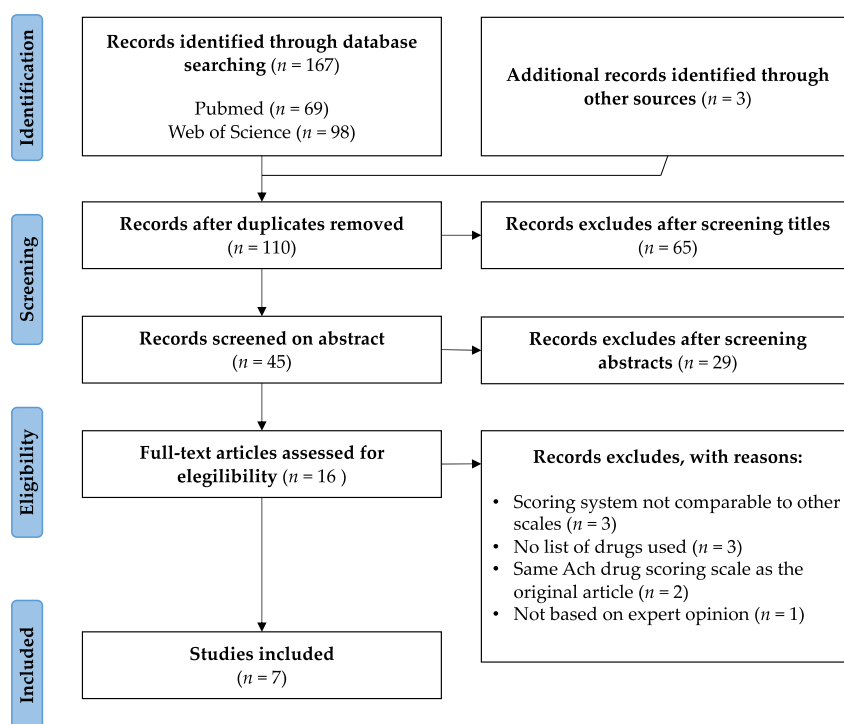 Identification
Records identified through database
searching (n = 167)
Pubmed (n = 69)
Web of Science (n = 98)
Additional records identified through
other sources (n = 3)
Screening
Records after duplicates removed
(n = 110)
Records excludes after screening titles
(n = 65)
Records screened on abstract
(n = 45)
Records excludes after screening
abstracts (n = 29)
Eligibility
Full-text articles assessed for
elegilibility (n = 16 )
Records excludes, with reasons:
• Scoring system not comparable to other
scales (n = 3)
• No list of drugs used (n = 3)
• Same Ach drug scoring scale as the
original article (n = 2)
• Not based on expert opinion (n = 1)
Included
Studies included
(n = 7)